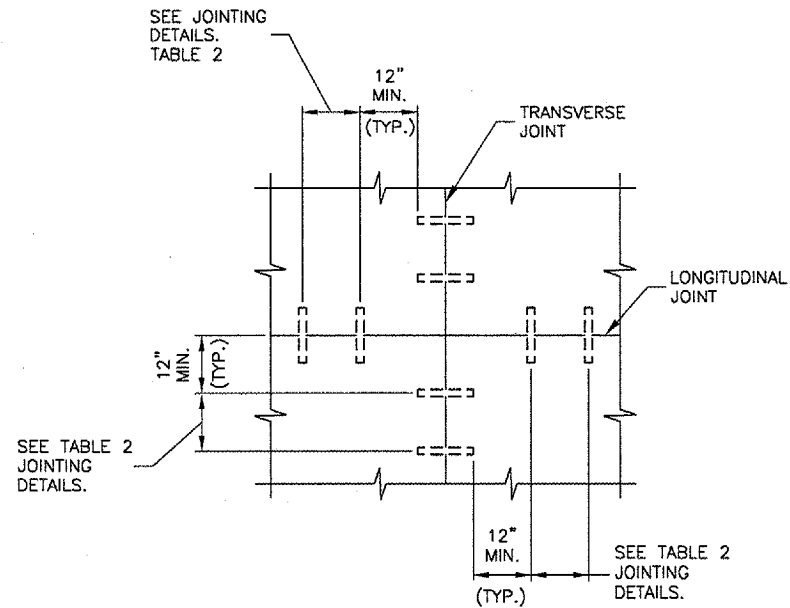 SEE JOINTING
DETAILS.
TABLE 2
12"
MIN.
(TYP.)
TRANSVERSE
JOINT
LONGITUDINAL
JOINT
12"
MIN.
(TYP.)
SEE TABLE 2
JOINTING
DETAILS.
12"
MIN.
(TYP.)
SEE TABLE 2
JOINTING
DETAILS.